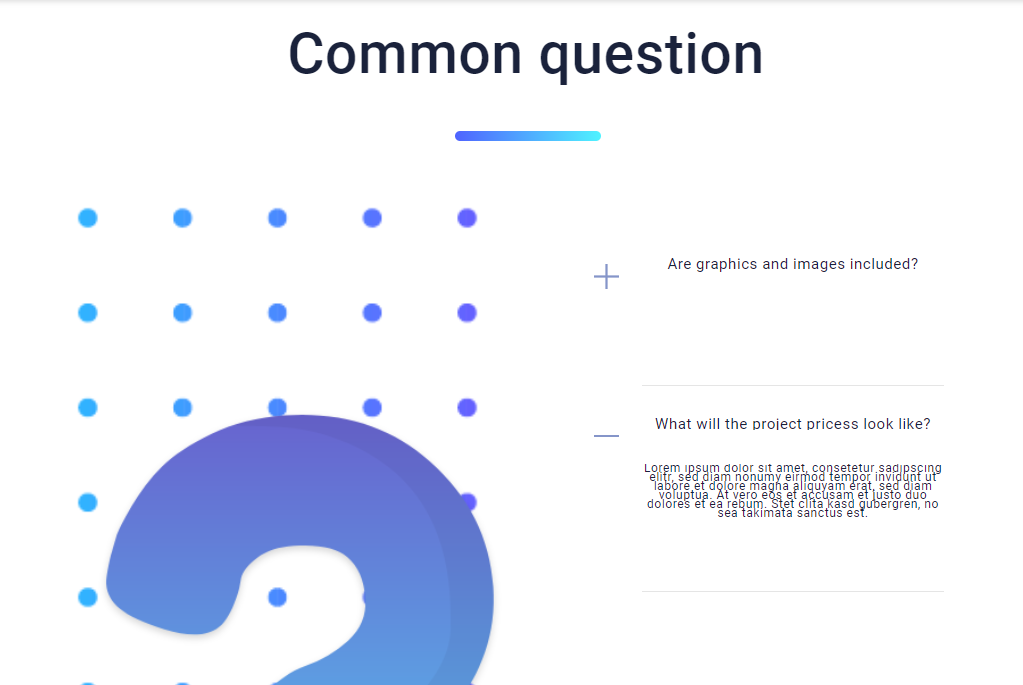 Common question
Are graphics and images included?
What will the project pricess look like?
Lorem ipsum dolor sit amet, consetetur sadipscing
elitr, sed diam nonumy eirmod tempor invidunt ut
labore et dolore magna aliquyam erat, sed diam
voluptua. At vero eos et accusam et justo duo
dolores et ea rebum. Stet clita kasd gubergren, no
sea takimata sanctus est.